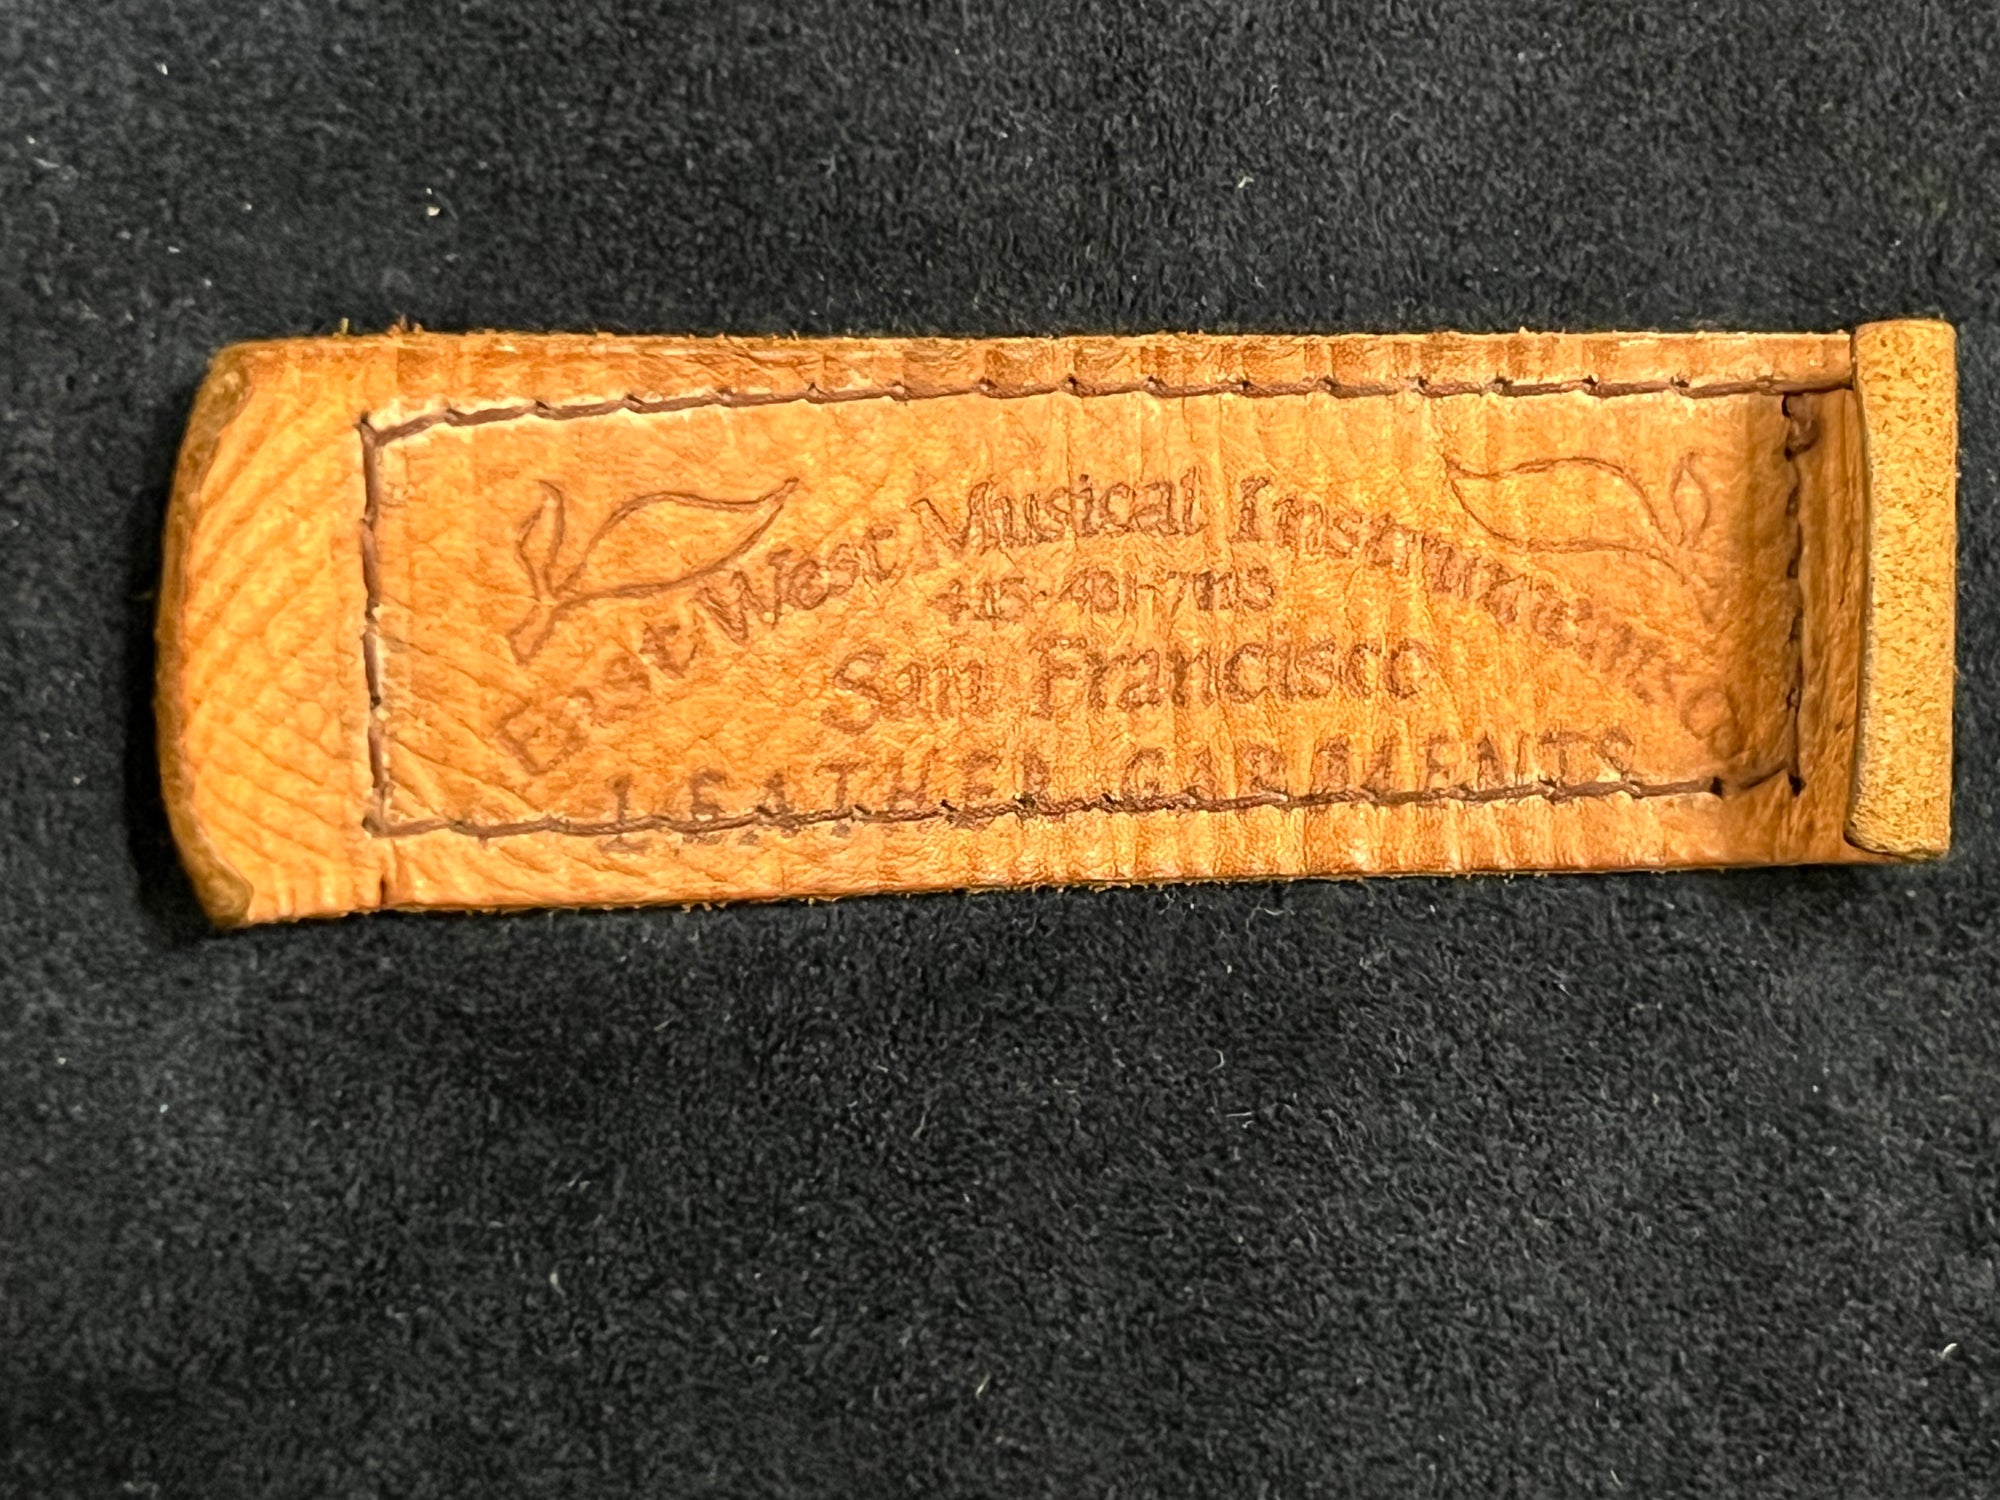 East West Musical Instruments Co
San Francisco
LEATHER GARMENTS